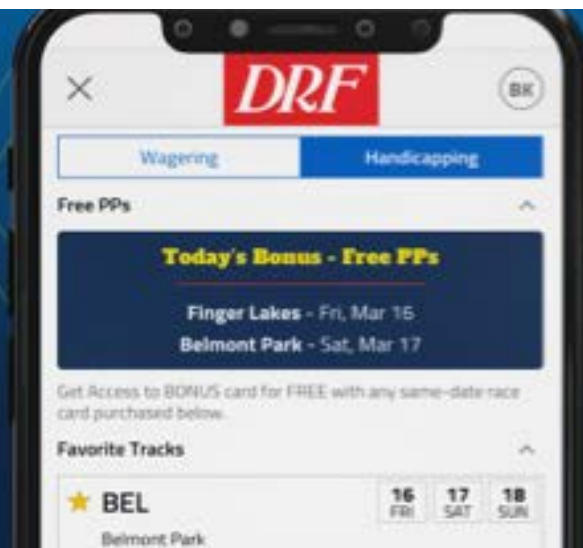 DRF
BK
Wagering
Handicapping
Free PPs
Today's Bonus - Free PPs
Finger Lakes - Fri, Mar 16
Belmont Park - Sat, Mar 17
Get Access to BONUS card for FREE with any same-date race
card purchased below.
Favorite Tracks
BEL
16 17 18
FRI SAT SUN
Belmont Park